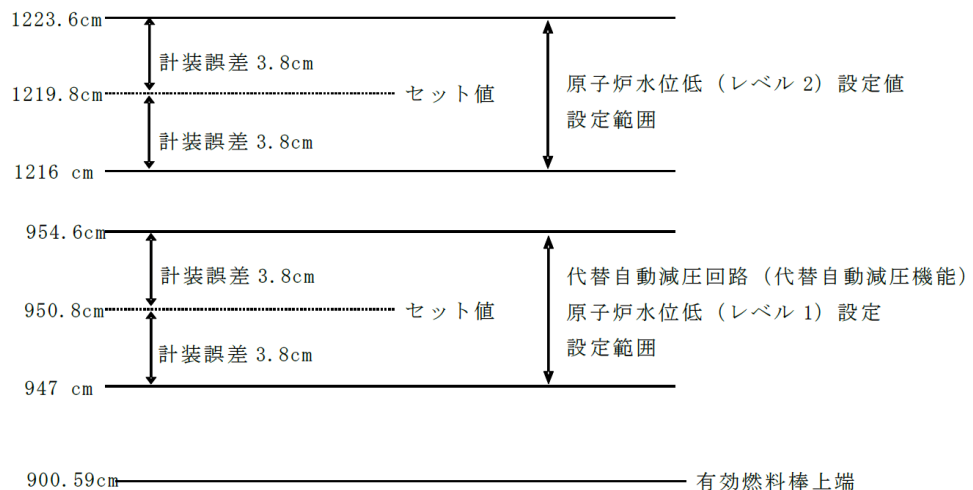 1223.6cm
計装誤差 3.8cm
1219.8cm
セット値
原子炉水位低（レベル 2）設定値
設定範囲
計装誤差 3.8cm
1216 cm
954.6cm
計装誤差 3.8cm
代替自動減圧回路（代替自動減圧機能）
950.8cm
セット値
原子炉水位低（レベル 1）設定
設定範囲
計装誤差 3.8cm
947 cm
900.59cm
有効燃料棒上端